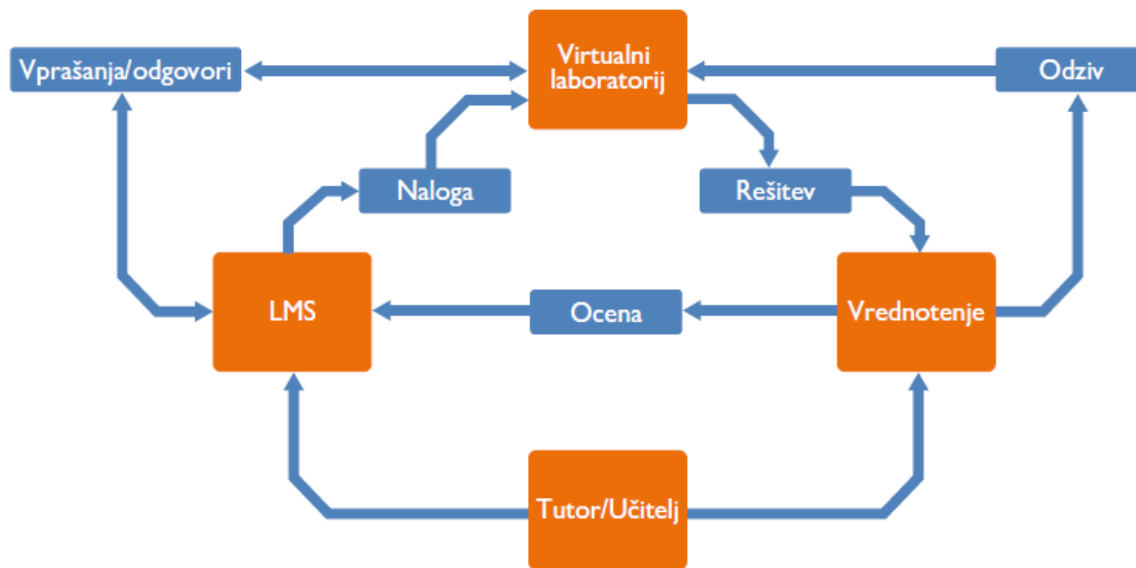 Vprašanja/odgovori
Virtualni
laboratorij
Odziv
Naloga
Rešitev
LMS
Ocena
Vrednotenje
Tutor/Učitelj